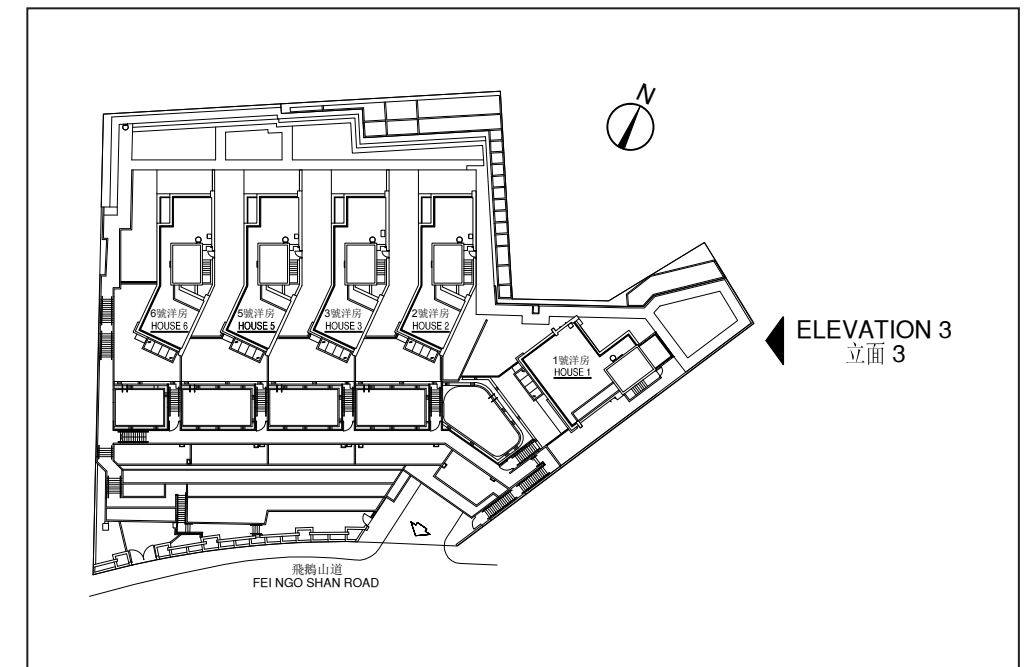 N
6號洋房
HOUSE 6
5號洋房
HOUSE 5
3號洋房
HOUSE 3
2號洋房
HOUSE 2
1號洋房
HOUSE 1
ELEVATION 3
立面 3
飛鵝山道
FEI NGO SHAN ROAD